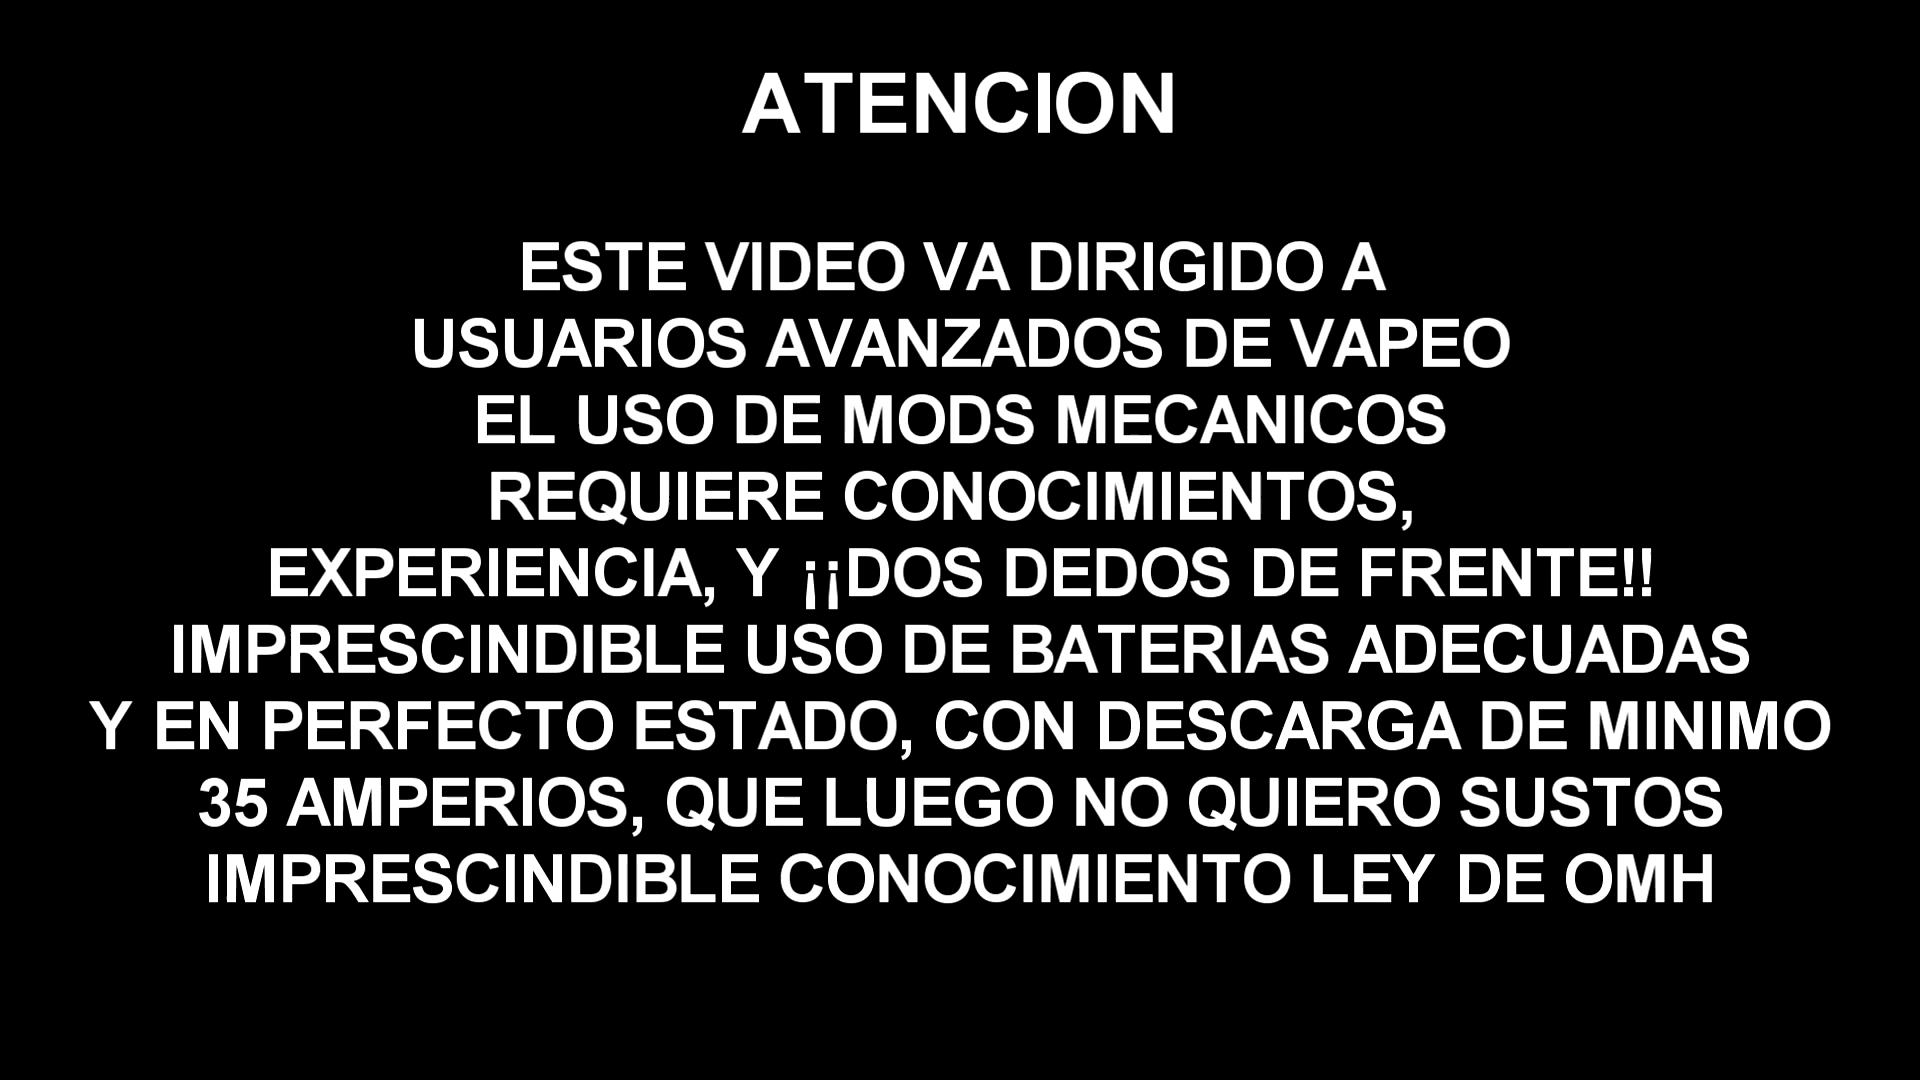 ATENCION
ESTE VIDEO VA DIRIGIDO A
USUARIOS AVANZADOS DE VAPEO
EL USO DE MODS MECANICOS
REQUIERE CONOCIMIENTOS,
EXPERIENCIA, Y ¡¡DOS DEDOS DE FRENTE!!
IMPRESCINDIBLE USO DE BATERIAS ADECUADAS
Y EN PERFECTO ESTADO, CON DESCARGA DE MINIMO
35 AMPERIOS, QUE LUEGO NO QUIERO SUSTOS
IMPRESCINDIBLE CONOCIMIENTO LEY DE OMH